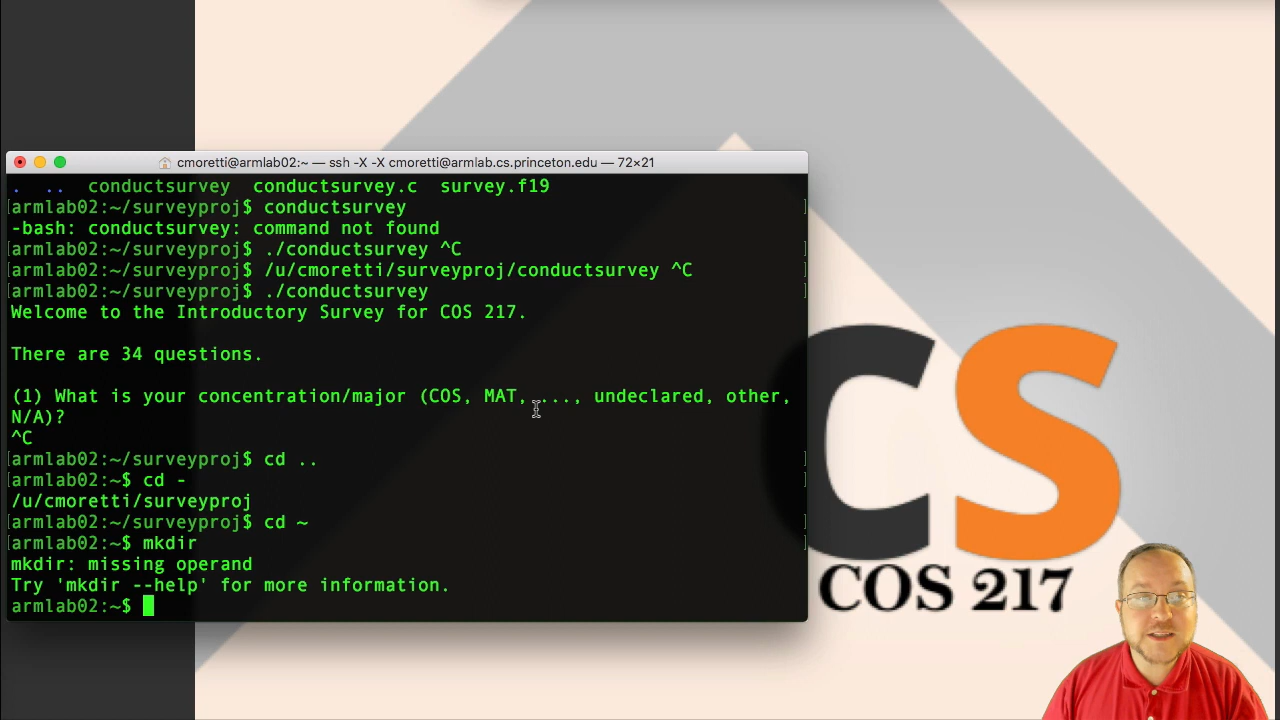 cmoretti@armlab02:~ — ssh -X -X cmoretti@armlab.cs.princeton.edu — 72×21
. .. conductsurvey conductsurvey.c survey.f19
[armlab02:~/surveyproj$ conductsurvey ]
-bash: conductsurvey: command not found
[armlab02:~/surveyproj$ ./conductsurvey ^C ]
[armlab02:~/surveyproj$ /u/cmoretti/surveyproj/conductsurvey ^C ]
[armlab02:~/surveyproj$ ./conductsurvey ]
Welcome to the Introductory Survey for COS 217.
There are 34 questions.
(1) What is your concentration/major (COS, MAT, ..., undeclared, other,
N/A)?
^C
[armlab02:~/surveyproj$ cd .. ]
[armlab02:~$ cd - ]
/u/cmoretti/surveyproj
[armlab02:~/surveyproj$ cd ~ ]
[armlab02:~$ mkdir ]
mkdir: missing operand
Try 'mkdir --help' for more information.
armlab02:~$
CS
COS 217